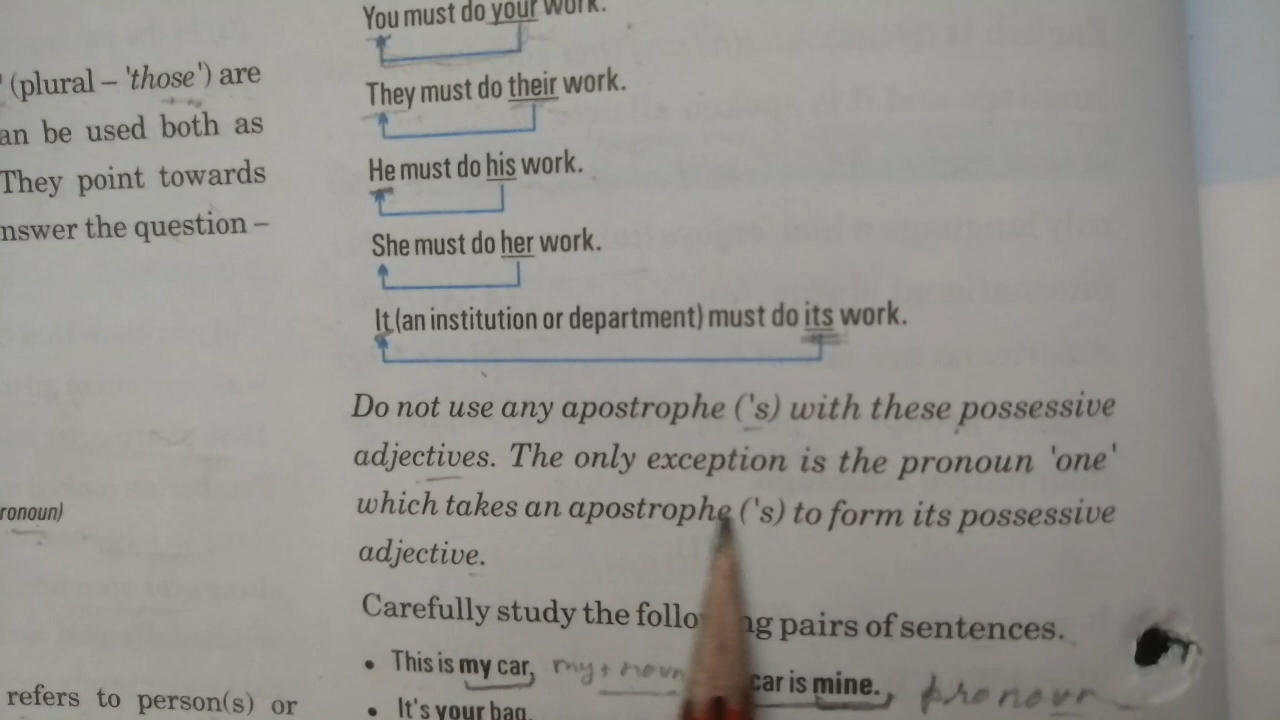 (plural – 'those') are
an be used both as
They point towards
nswer the question –
ronoun)
refers to person(s) or
You must do your work.
They must do their work.
He must do his work.
She must do her work.
It (an institution or department) must do its work.
Do not use any apostrophe ('s) with these possessive
adjectives. The only exception is the pronoun 'one'
which takes an apostrophe ('s) to form its possessive
adjective.
Carefully study the following pairs of sentences.
• This is my car, my + noun car is mine., pronoun
• It's your bag.